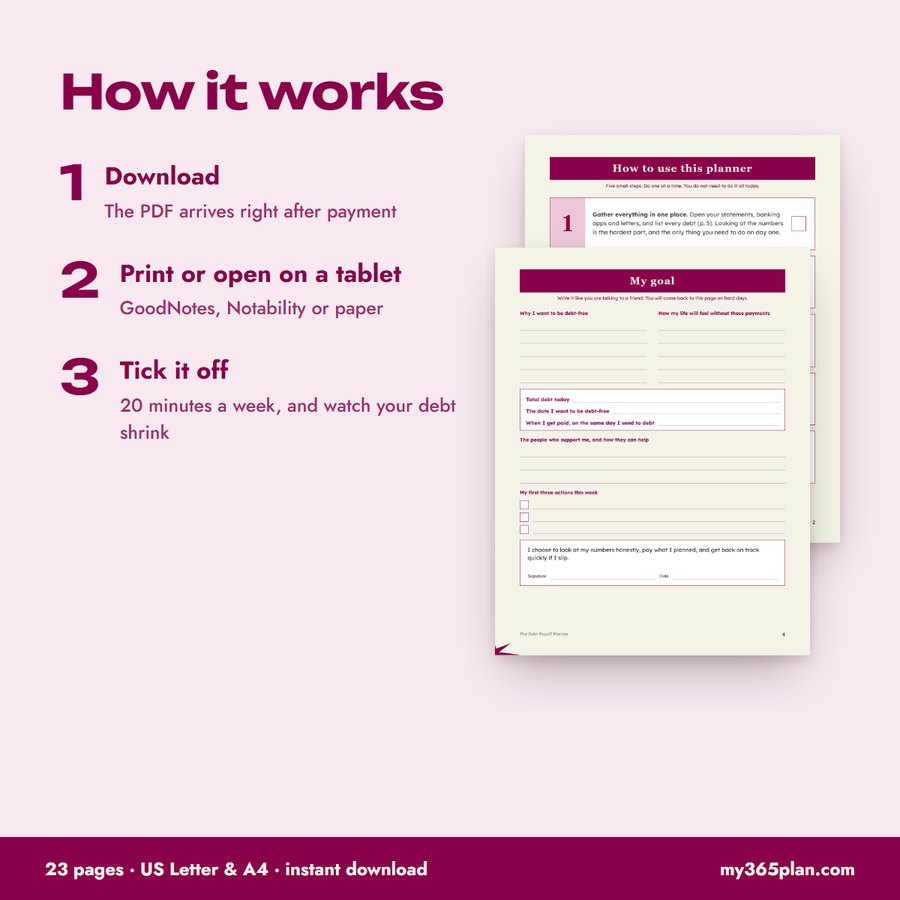 How it works
1
Download
The PDF arrives right after payment
2
Print or open on a tablet
GoodNotes, Notability or paper
3
Tick it off
20 minutes a week, and watch your debt
shrink
How to use this planner
Five small steps. Do one at a time. You do not need to do it all today.
1
Gather everything in one place. Open your statements, banking
apps and letters, and list every debt (p. 5). Looking at the numbers
is the hardest part, and the only thing you need to do on day one.
2
My goal
Write it like you are talking to a friend. You will come back to this page on hard days.
Why I want to be debt-free
How my life will feel without these payments
Total debt today
The date I want to be debt-free
When I get paid, on the same day I send to debt
The people who support me, and how they can help
My first three actions this week
I choose to look at my numbers honestly, pay what I planned, and get back on track
quickly if I slip.
Signature
Date
The Debt Payoff Planner
4
23 pages · US Letter & A4 · instant download
my365plan.com